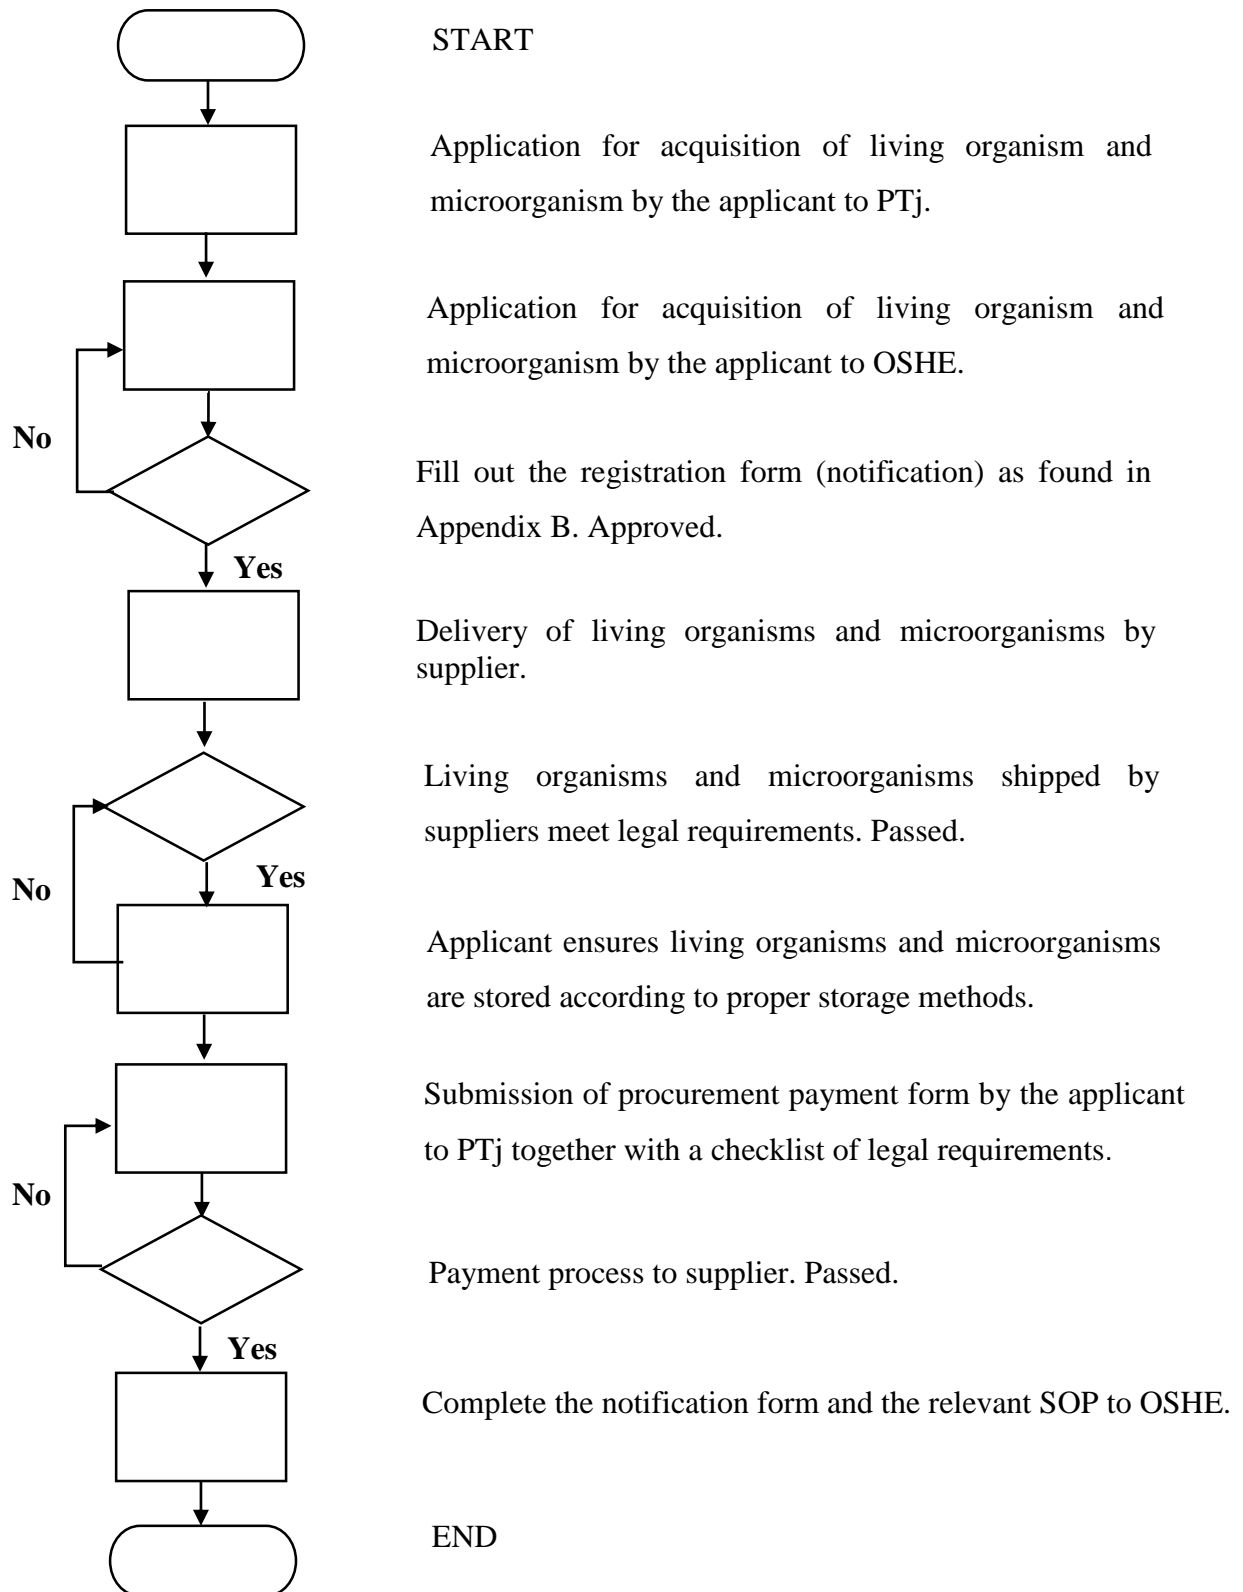 START
Application for acquisition of living organism and
microorganism by the applicant to PTj.
Application for acquisition of living organism and
microorganism by the applicant to OSHE.
No
Fill out the registration form (notification) as found in
Appendix B. Approved.
Yes
Delivery of living organisms and microorganisms by
supplier.
Living organisms and microorganisms shipped by
suppliers meet legal requirements. Passed.
Yes
No
Applicant ensures living organisms and microorganisms
are stored according to proper storage methods.
Submission of procurement payment form by the applicant
to PTj together with a checklist of legal requirements.
No
Payment process to supplier. Passed.
Yes
Complete the notification form and the relevant SOP to OSHE.
END